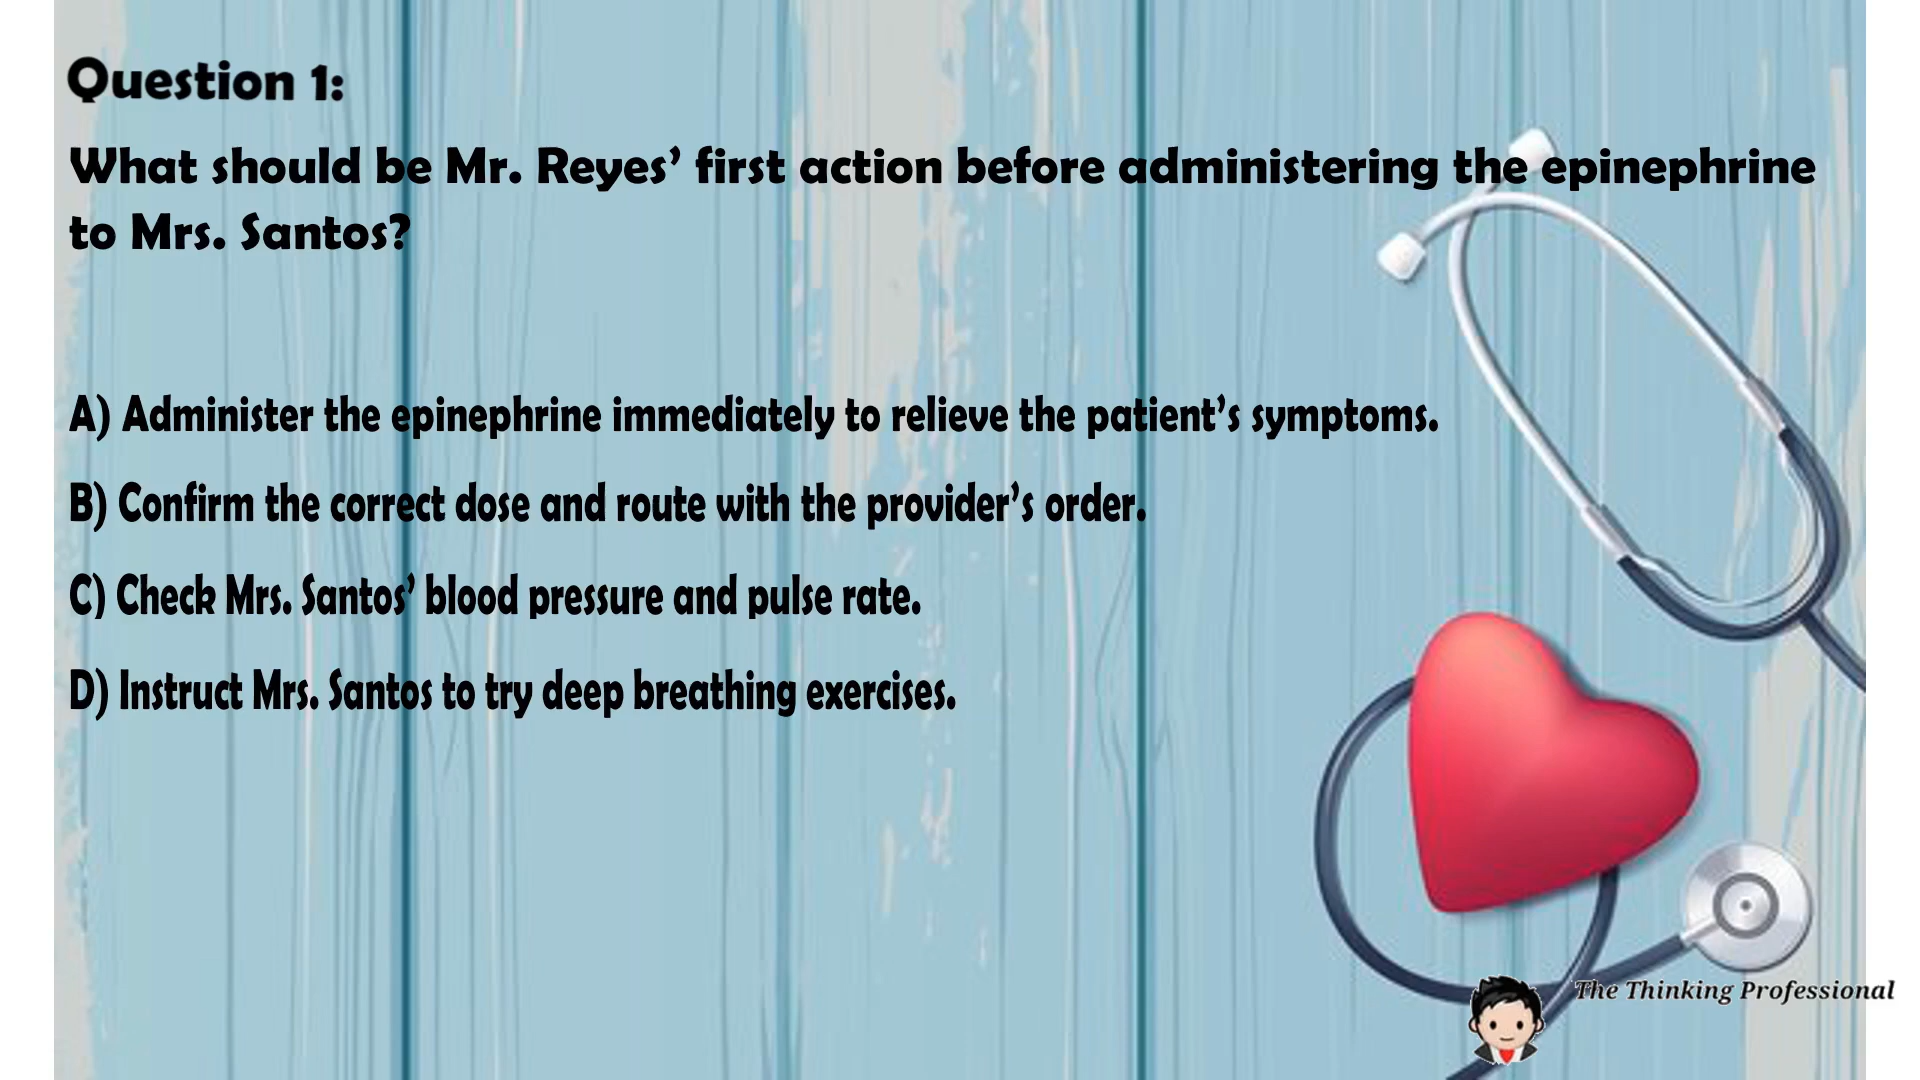 Question 1:
What should be Mr. Reyes’ first action before administering the epinephrine
to Mrs. Santos?
A) Administer the epinephrine immediately to relieve the patient’s symptoms.
B) Confirm the correct dose and route with the provider’s order.
C) Check Mrs. Santos’ blood pressure and pulse rate.
D) Instruct Mrs. Santos to try deep breathing exercises.
The Thinking Professional